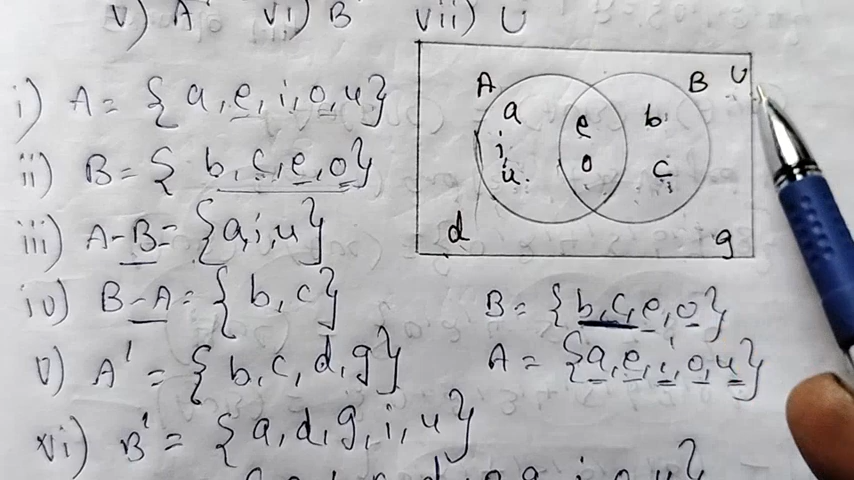 v) A' vi) B vii) U
i) A = { a, e, i, o, u}
ii) B = { b, c, e, o}
iii) A-B = {a, i, u}
iv) B-A = { b, c}
v) A' = { b, c, d, g}
vi) B' = {a, d, g, i, u}
A B U
a e b
i
u o c
d g
B = {b, c, e, o}
A = {a, e, i, o, u}